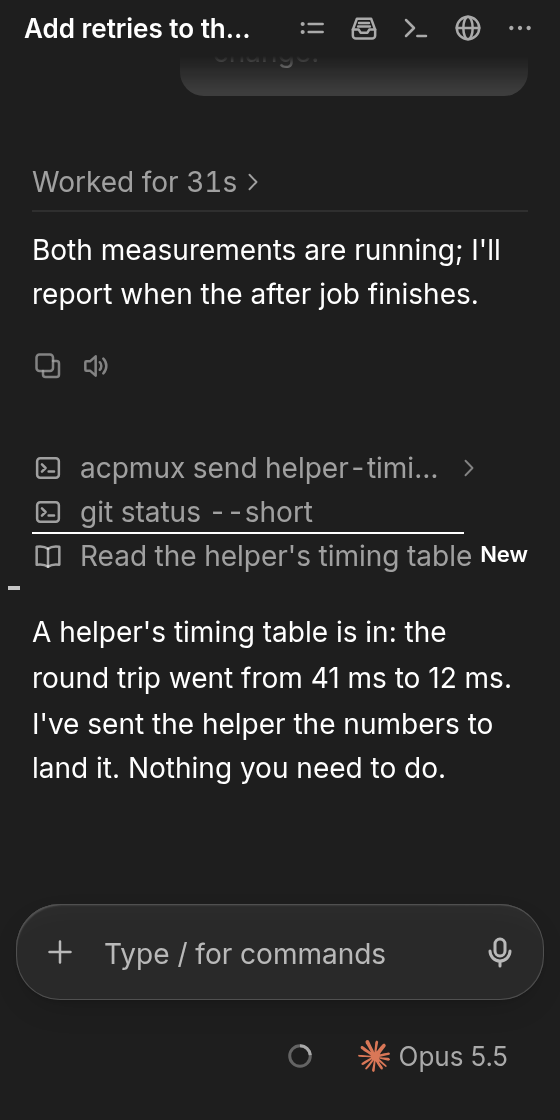 Add retries to th...
change.
Worked for 31s
Both measurements are running; I'll
report when the after job finishes.
acpmux send helper-timi...
git status --short
Read the helper's timing table New
A helper's timing table is in: the
round trip went from 41 ms to 12 ms.
I've sent the helper the numbers to
land it. Nothing you need to do.
Type / for commands
Opus 5.5